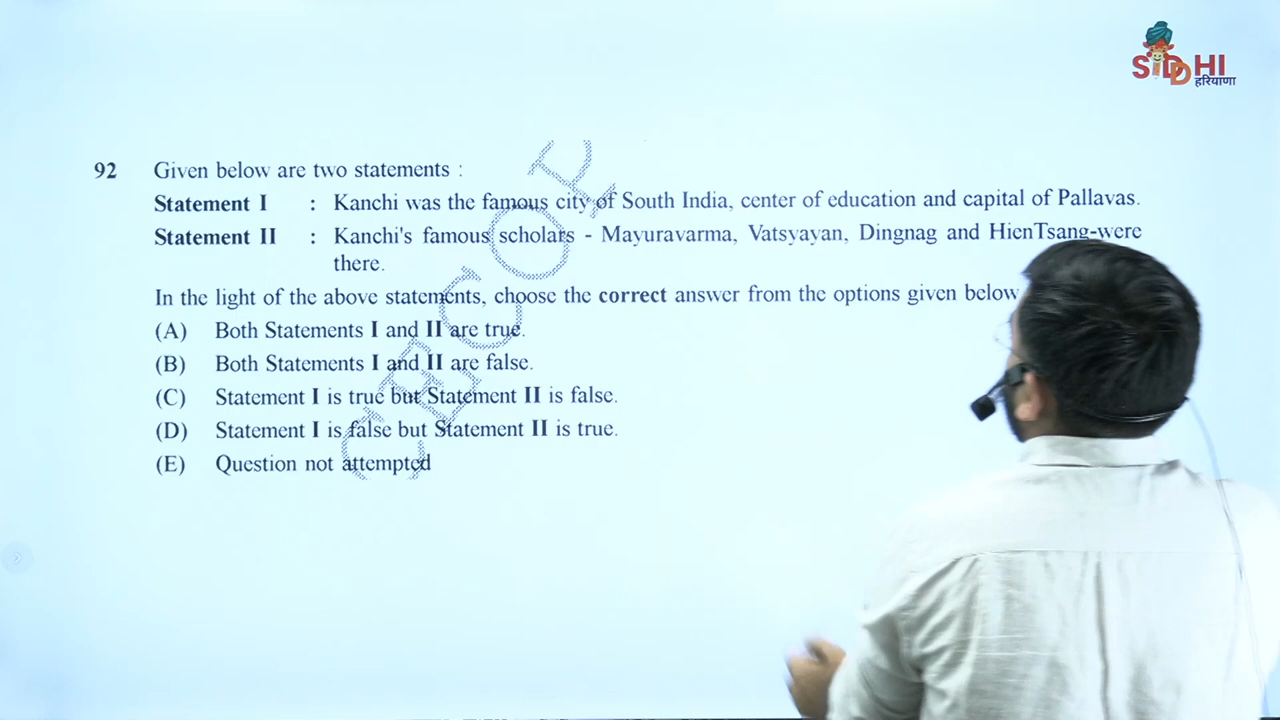 SIDDHI
हरियाणा
92 Given below are two statements :
Statement I : Kanchi was the famous city of South India, center of education and capital of Pallavas.
Statement II : Kanchi's famous scholars - Mayuravarma, Vatsyayan, Dingnag and HienTsang-were
there.
In the light of the above statements, choose the correct answer from the options given below
(A) Both Statements I and II are true.
(B) Both Statements I and II are false.
(C) Statement I is true but Statement II is false.
(D) Statement I is false but Statement II is true.
(E) Question not attempted